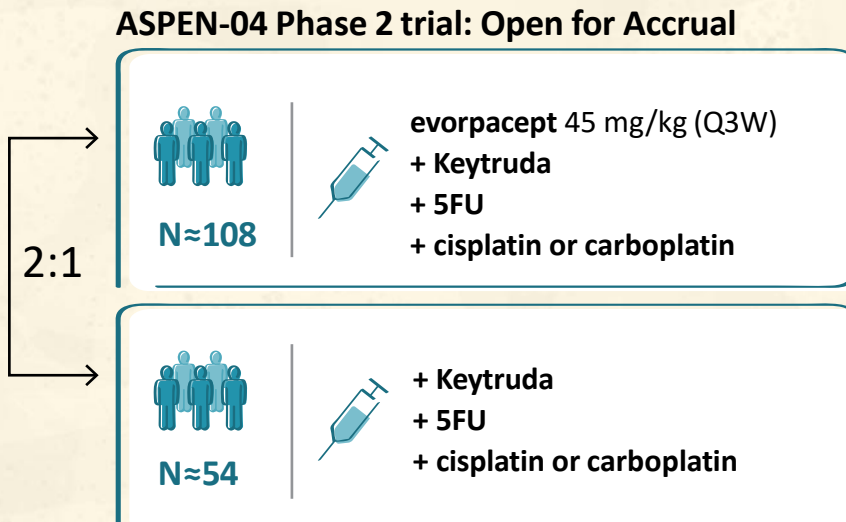 ASPEN-04 Phase 2 trial: Open for Accrual
2:1
N≈108
evorpacept 45 mg/kg (Q3W)
+ Keytruda
+ 5FU
+ cisplatin or carboplatin
N≈54
+ Keytruda
+ 5FU
+ cisplatin or carboplatin